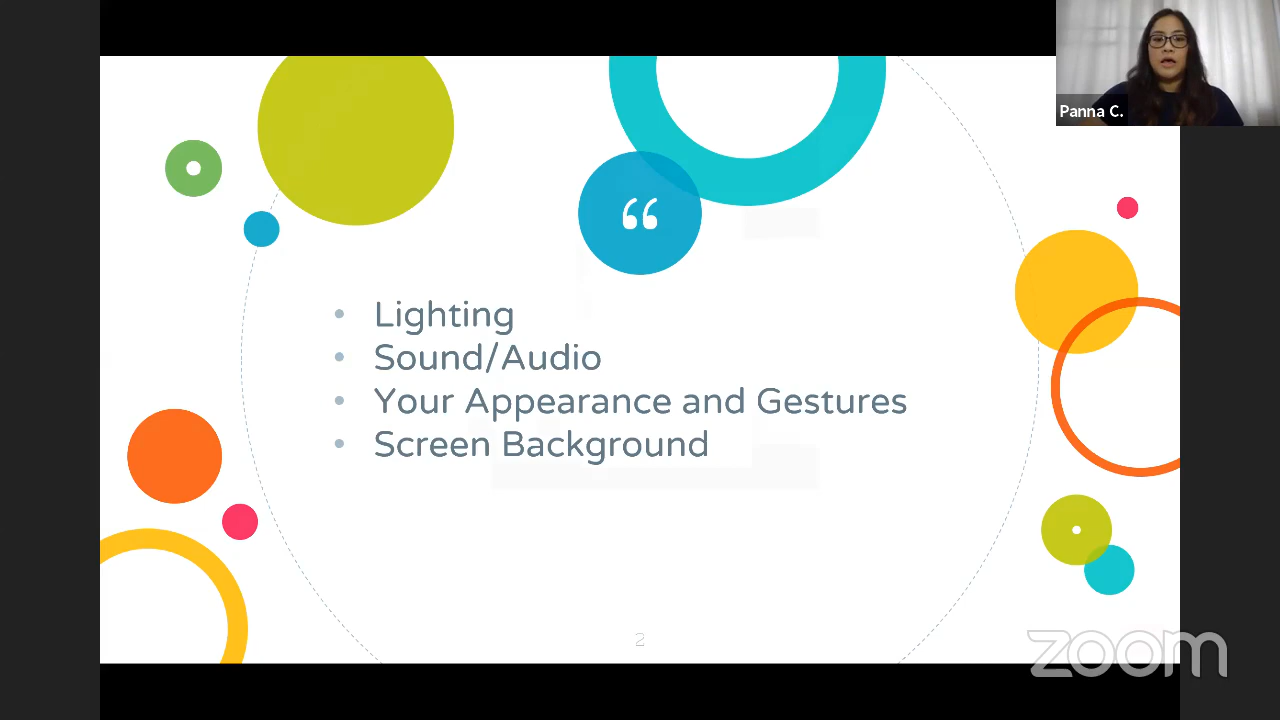 Panna C.
“
• Lighting
• Sound/Audio
• Your Appearance and Gestures
• Screen Background
2
zoom